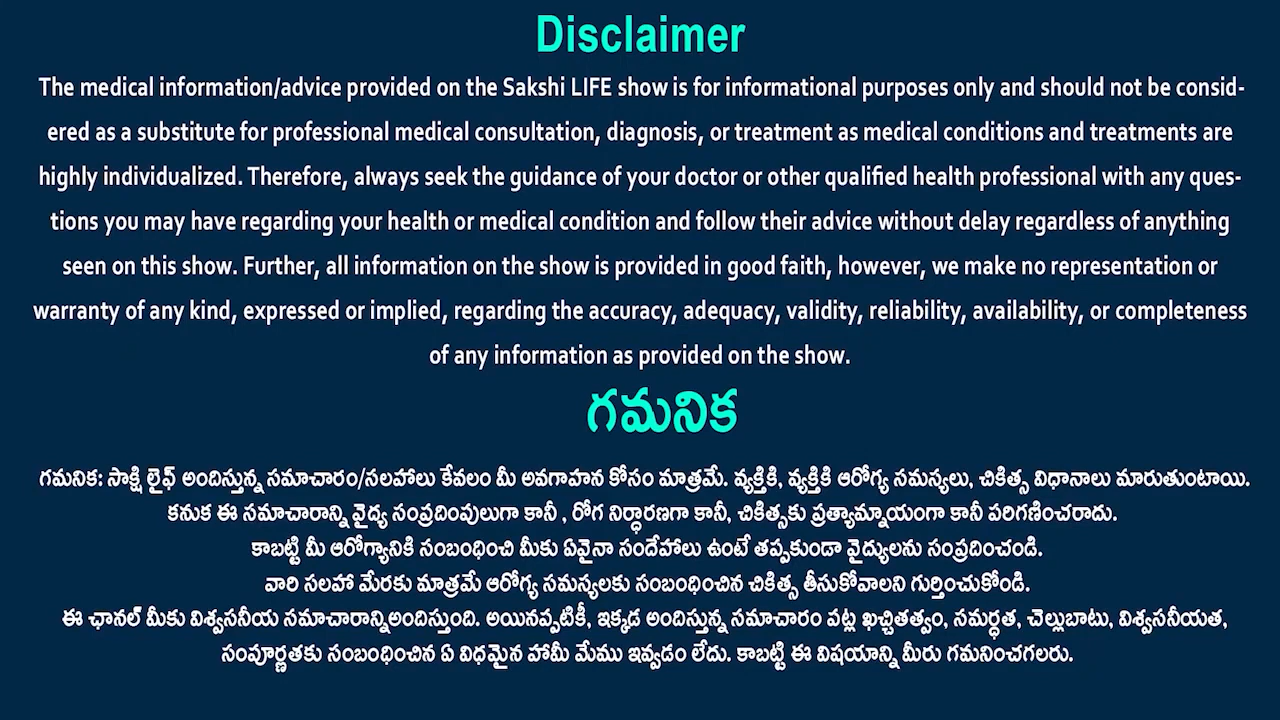 Disclaimer
The medical information/advice provided on the Sakshi LIFE show is for informational purposes only and should not be consid-
ered as a substitute for professional medical consultation, diagnosis, or treatment as medical conditions and treatments are
highly individualized. Therefore, always seek the guidance of your doctor or other qualified health professional with any ques-
tions you may have regarding your health or medical condition and follow their advice without delay regardless of anything
seen on this show. Further, all information on the show is provided in good faith, however, we make no representation or
warranty of any kind, expressed or implied, regarding the accuracy, adequacy, validity, reliability, availability, or completeness
of any information as provided on the show.
గమనిక
గమనిక: సాక్షి లైఫ్ అందిస్తున్న సమాచారం/సలహాలు కేవలం మీ అవగాహన కోసం మాత్రమే. వ్యక్తికి, వ్యక్తికి ఆరోగ్య సమస్యలు, చికిత్స విధానాలు మారుతుంటాయి.
కనుక ఈ సమాచారాన్ని వైద్య సంప్రదింపులుగా కానీ , రోగ నిర్ధారణగా కానీ, చికిత్సకు ప్రత్యామ్నాయంగా కానీ పరిగణించరాదు.
కాబట్టి మీ ఆరోగ్యానికి సంబంధించి మీకు ఏవైనా సందేహాలు ఉంటే తప్పకుండా వైద్యులను సంప్రదించండి.
వారి సలహా మేరకు మాత్రమే ఆరోగ్య సమస్యలకు సంబంధించిన చికిత్స తీసుకోవాలని గుర్తించుకోండి.
ఈ ఛానల్ మీకు విశ్వసనీయ సమాచారాన్నిఅందిస్తుంది. అయినప్పటికీ, ఇక్కడ అందిస్తున్న సమాచారం పట్ల ఖచ్చితత్వం, సమర్ధత, చెల్లుబాటు, విశ్వసనీయత,
సంపూర్ణతకు సంబంధించిన ఏ విధమైన హామీ మేము ఇవ్వడం లేదు. కాబట్టి ఈ విషయాన్ని మీరు గమనించగలరు.